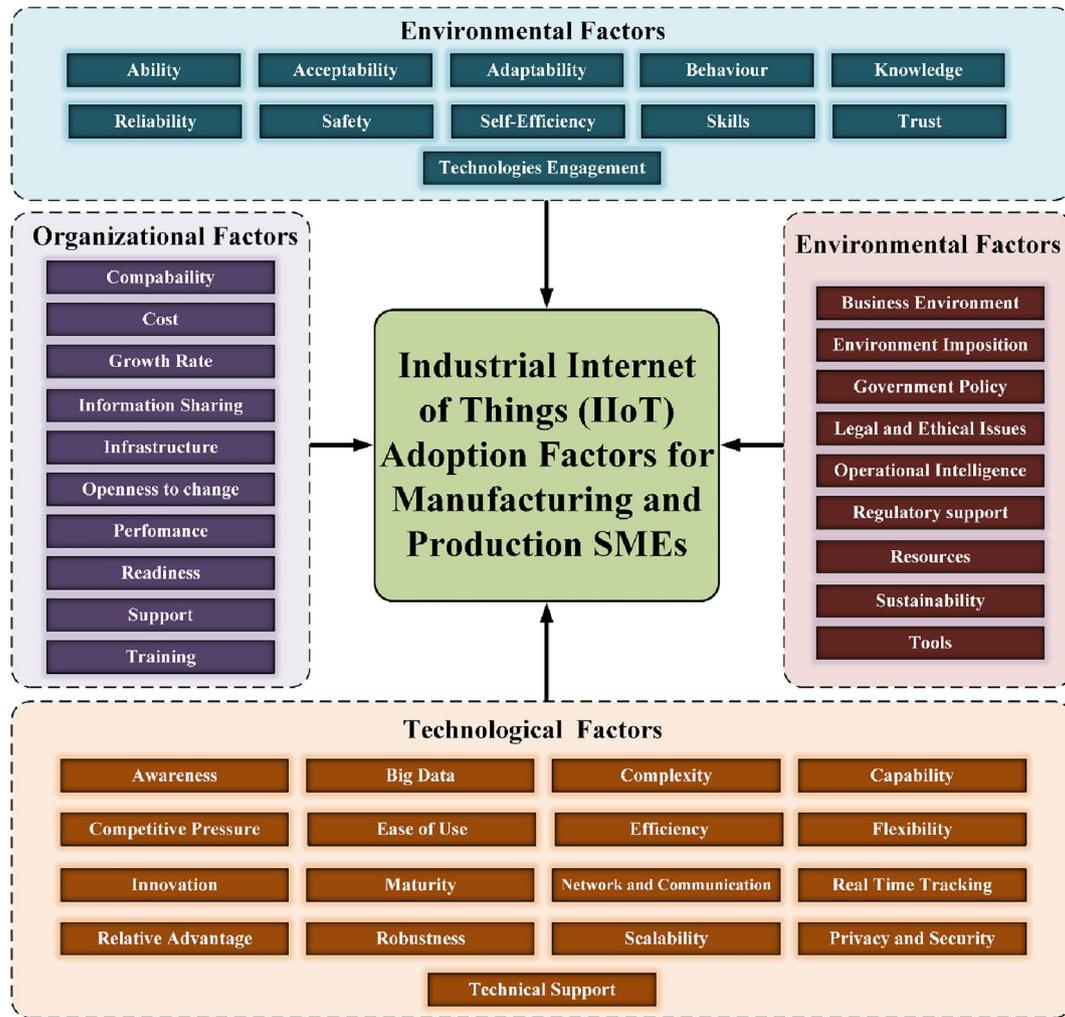 Environmental Factors
Ability
Acceptability
Adaptability
Behaviour
Knowledge
Reliability
Safety
Self-Efficiency
Skills
Trust
Technologies Engagement
Organizational Factors
Compabaility
Cost
Growth Rate
Information Sharing
Infrastructure
Openness to change
Perfomance
Readiness
Support
Training
Industrial Internet
of Things (IIoT)
Adoption Factors for
Manufacturing and
Production SMEs
Environmental Factors
Business Environment
Environment Imposition
Government Policy
Legal and Ethical Issues
Operational Intelligence
Regulatory support
Resources
Sustainability
Tools
Technological Factors
Awareness
Big Data
Complexity
Capability
Competitive Pressure
Ease of Use
Efficiency
Flexibility
Innovation
Maturity
Network and Communication
Real Time Tracking
Relative Advantage
Robustness
Scalability
Privacy and Security
Technical Support